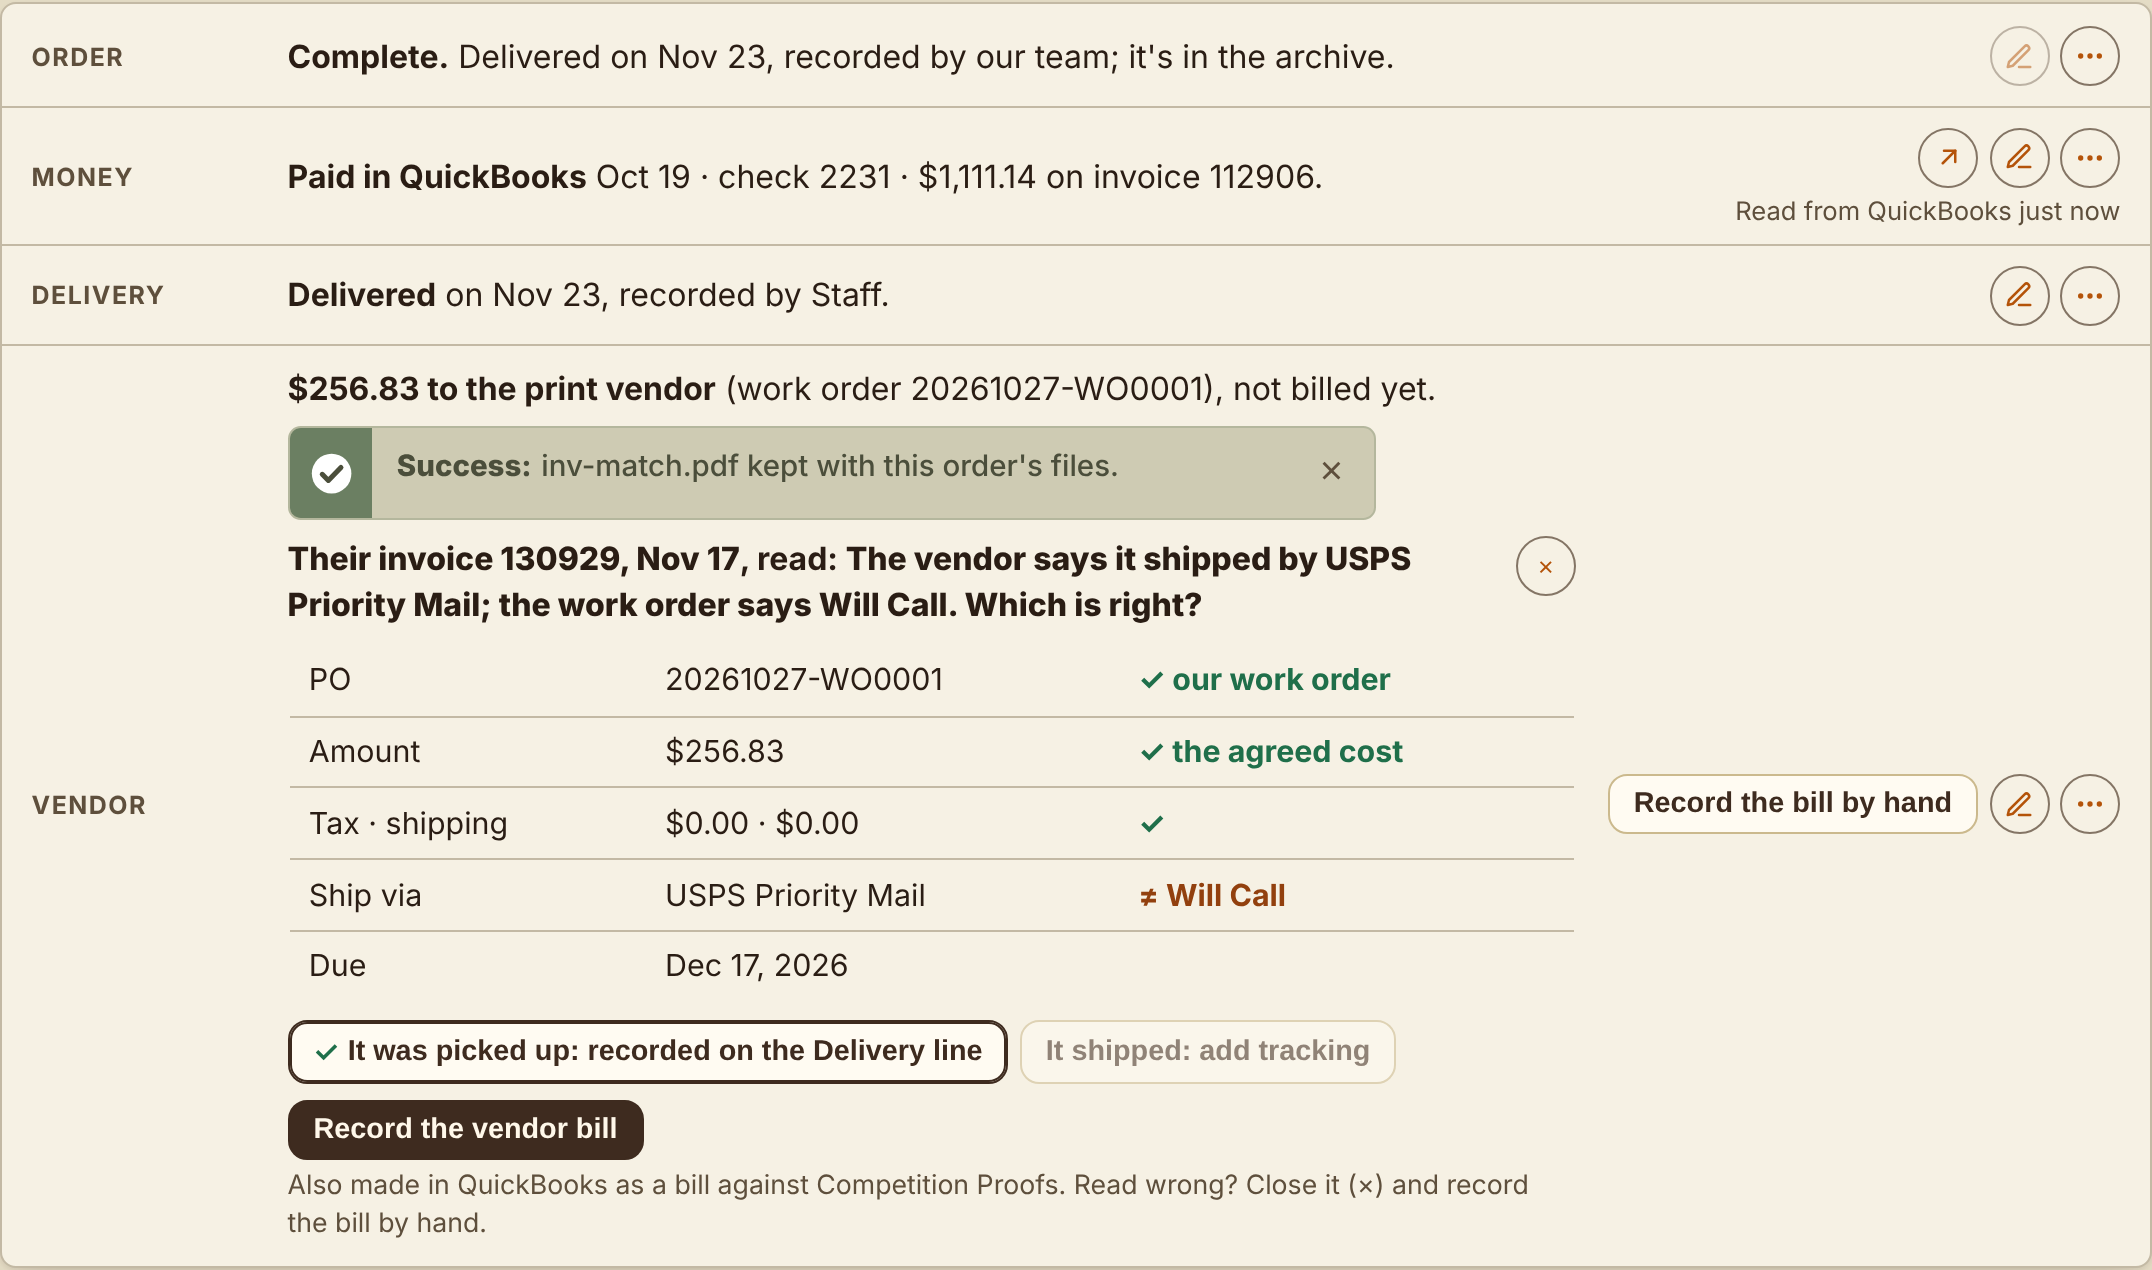 ORDER
Complete. Delivered on Nov 23, recorded by our team; it's in the archive.
MONEY
Paid in QuickBooks Oct 19 · check 2231 · $1,111.14 on invoice 112906.
Read from QuickBooks just now
DELIVERY
Delivered on Nov 23, recorded by Staff.
VENDOR
$256.83 to the print vendor (work order 20261027-WO0001), not billed yet.
Success: inv-match.pdf kept with this order's files.
×
Their invoice 130929, Nov 17, read: The vendor says it shipped by USPS
Priority Mail; the work order says Will Call. Which is right?
×
PO 20261027-WO0001 ✓ our work order
Amount $256.83 ✓ the agreed cost
Tax · shipping $0.00 · $0.00 ✓
Ship via USPS Priority Mail ≠ Will Call
Due Dec 17, 2026
✓ It was picked up: recorded on the Delivery line
It shipped: add tracking
Record the vendor bill
Also made in QuickBooks as a bill against Competition Proofs. Read wrong? Close it (×) and record
the bill by hand.
Record the bill by hand